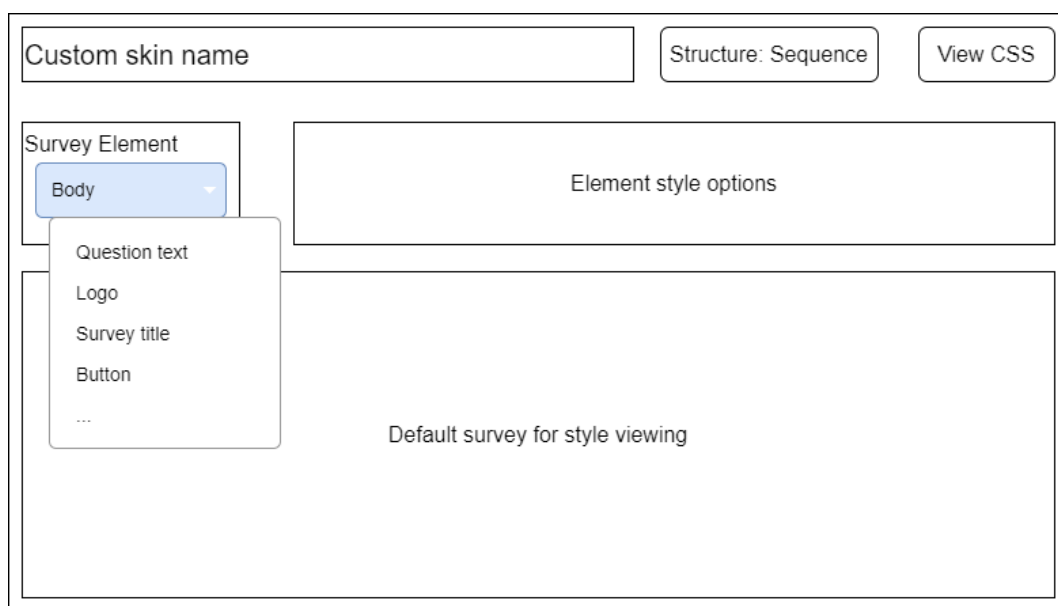 Custom skin name
Structure: Sequence
View CSS
Survey Element
Body
Element style options
Question text
Logo
Survey title
Button
...
Default survey for style viewing